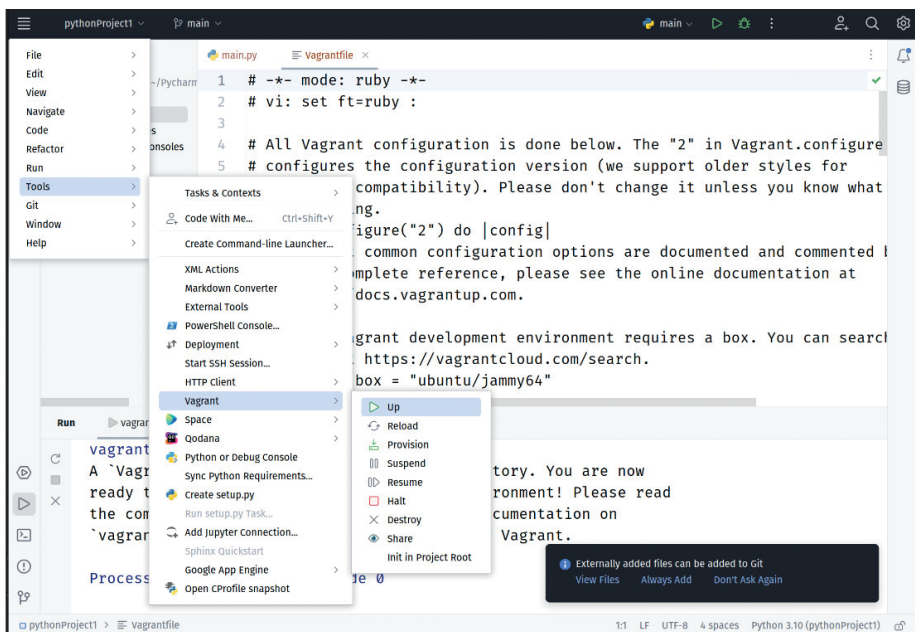 pythonProject1 main main
File
Edit
View
Navigate
Code
Refactor
Run
Tools
Git
Window
Help
~/Pycharm
s
onsoles
main.py Vagrantfile
1 # -*- mode: ruby -*-
2 # vi: set ft=ruby :
3
4 # All Vagrant configuration is done below. The "2" in Vagrant.configure
5 # configures the configuration version (we support older styles for
compatibility). Please don't change it unless you know what
ng.
igure("2") do |config|
common configuration options are documented and commented b
mplete reference, please see the online documentation at
docs.vagrantup.com.
agrant development environment requires a box. You can search
https://vagrantcloud.com/search.
box = "ubuntu/jammy64"
Tasks & Contexts
Code With Me... Ctrl+Shift+Y
Create Command-line Launcher...
XML Actions
Markdown Converter
External Tools
PowerShell Console...
Deployment
Start SSH Session...
HTTP Client
Vagrant
Space
Qodana
Python or Debug Console
Sync Python Requirements...
Create setup.py
Run setup.py Task...
Add Jupyter Connection...
Sphinx Quickstart
Google App Engine
Open CProfile snapshot
Up
Reload
Provision
Suspend
Resume
Halt
Destroy
Share
Init in Project Root
Run vagran
vagrant
A `Vagr tory. You are now
ready t ronment! Please read
the com cumentation on
`vagran Vagrant.
Process de 0
Externally added files can be added to Git
View Files Always Add Don't Ask Again
pythonProject1 > Vagrantfile 1:1 LF UTF-8 4 spaces Python 3.10 (pythonProject1)